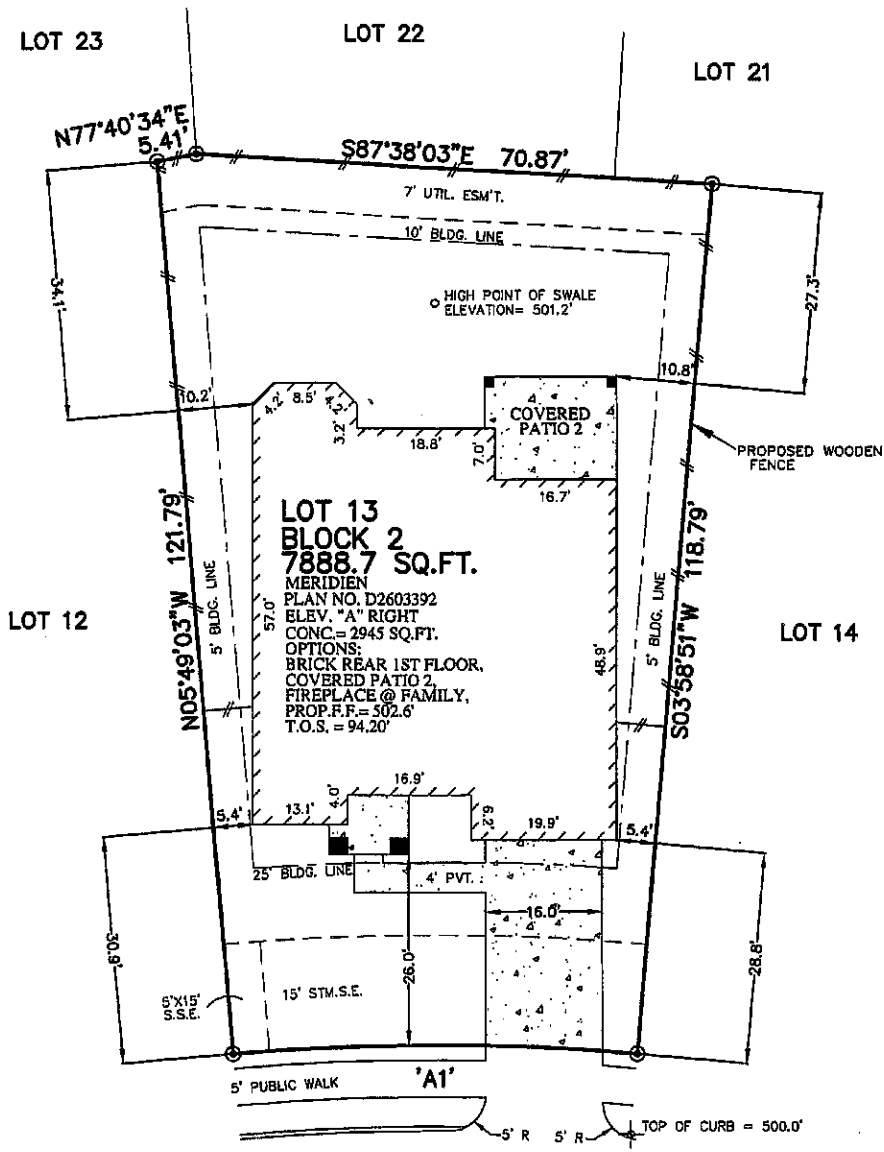 LOT 23
LOT 22
LOT 21
N77°40'34"E
5.41'
S87°38'03"E 70.87'
7' UTIL. ESM'T.
10' BLDG. LINE
34.1'
27.3'
HIGH POINT OF SWALE
ELEVATION= 501.2'
10.2'
10.8'
4.2'
8.5'
4.2'
3.2'
18.8'
7.0'
COVERED
PATIO 2
16.7'
PROPOSED WOODEN
FENCE
LOT 13
BLOCK 2
7888.7 SQ.FT.
MERIDIEN
PLAN NO. D2603392
ELEV. "A" RIGHT
CONC.= 2945 SQ.FT.
OPTIONS:
BRICK REAR 1ST FLOOR,
COVERED PATIO 2,
FIREPLACE @ FAMILY,
PROP.F.F.= 502.6'
T.O.S. = 94.20'
N05°49'03"W 121.79'
5' BLDG. LINE
57.0'
48.9'
5' BLDG. LINE
S03°58'51"W 118.79'
LOT 12
LOT 14
16.9'
13.1'
4.0'
6.2'
19.9'
5.4'
5.4'
25' BLDG. LINE
4' PVT.
16.0'
30.9'
26.0'
28.8'
5'X15'
S.S.E.
15' STM.S.E.
5' PUBLIC WALK
'A1'
5' R
5' R
TOP OF CURB = 500.0'